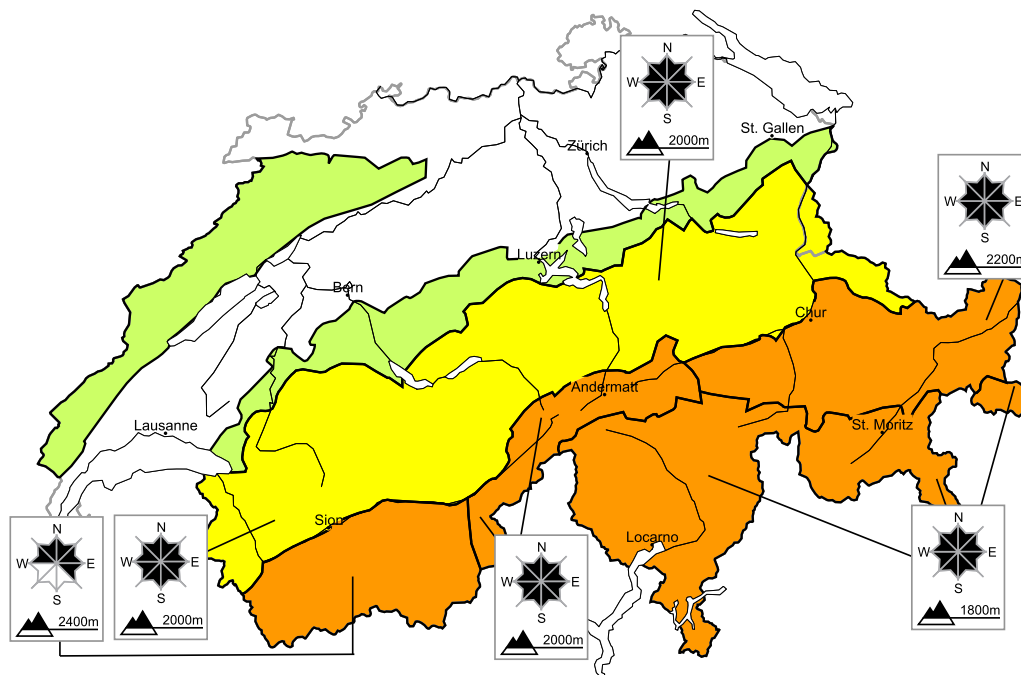 N
W E
S
2000m
St. Gallen
Zürich
N
W E
S
2200m
Luzern
Bern
Chur
Andermatt
Lausanne
St. Moritz
Sion
Locarno
N
W E
S
2400m
N
W E
S
2000m
N
W E
S
2000m
N
W E
S
1800m